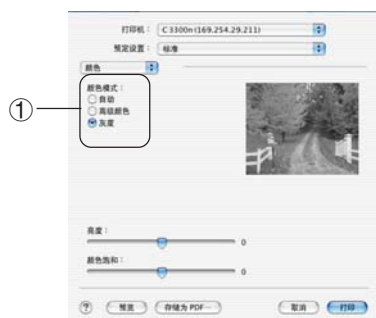 打印机： C3300n (169.254.29.211)
预定设置： 标准
颜色
颜色模式：
自动
高级颜色
灰度
①
亮度：
0
颜色饱和：
0
? 预览 存储为 PDF… 取消 打印